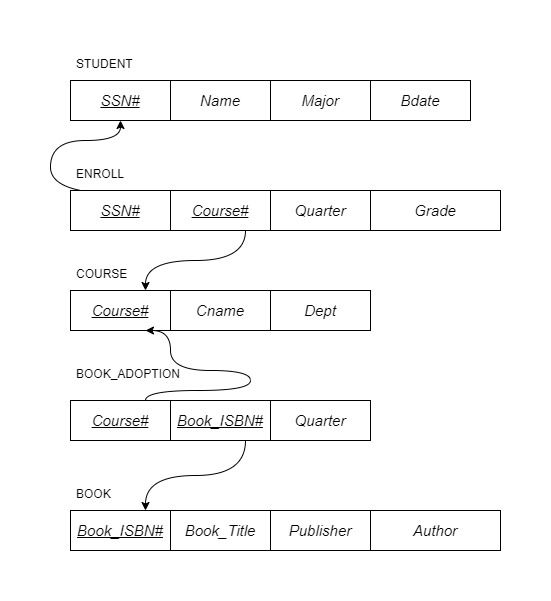 STUDENT
SSN# Name Major Bdate
ENROLL
SSN# Course# Quarter Grade
COURSE
Course# Cname Dept
BOOK_ADOPTION
Course# Book_ISBN# Quarter
BOOK
Book_ISBN# Book_Title Publisher Author